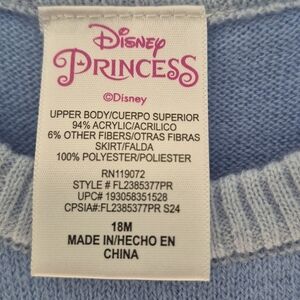 Disney
PRINCESS
©Disney
UPPER BODY/CUERPO SUPERIOR
94% ACRYLIC/ACRILICO
6% OTHER FIBERS/OTRAS FIBRAS
SKIRT/FALDA
100% POLYESTER/POLIESTER
RN119072
STYLE # FL2385377PR
UPC# 193058351528
CPSIA#:FL2385377PR S24
18M
MADE IN/HECHO EN
CHINA